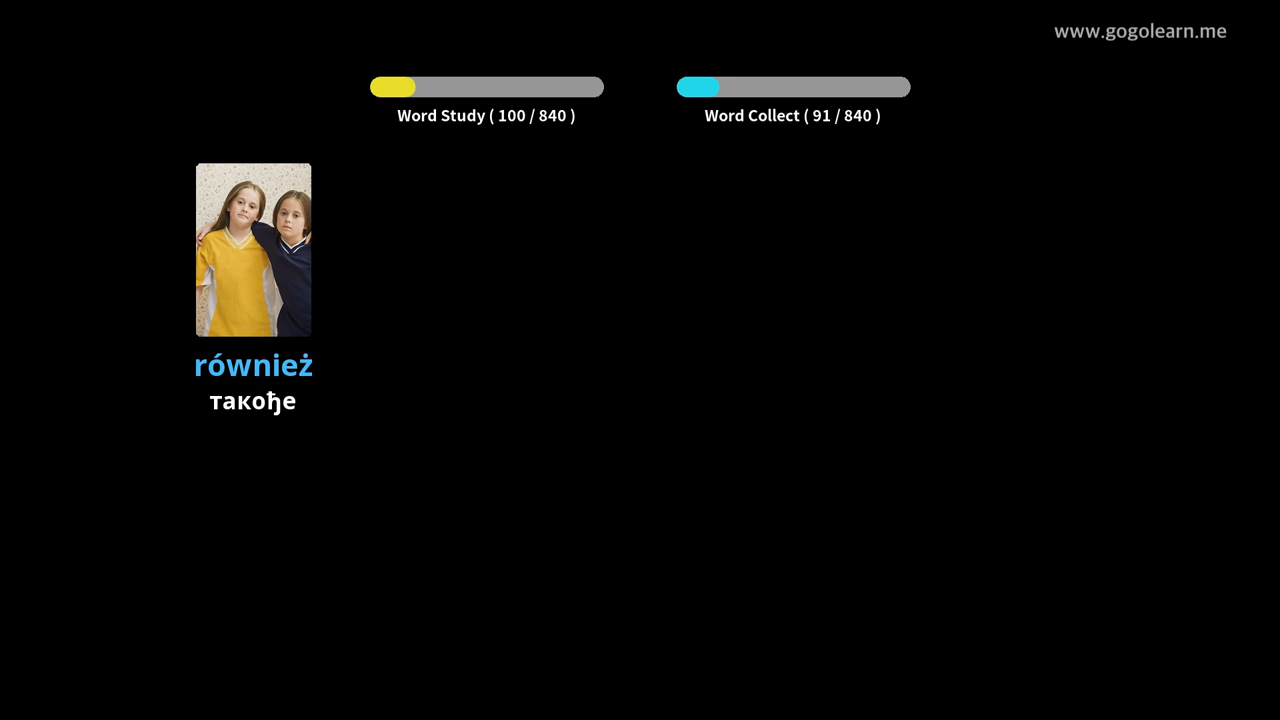 www.gogolearn.me
Word Study ( 100 / 840 )
Word Collect ( 91 / 840 )
również
такође